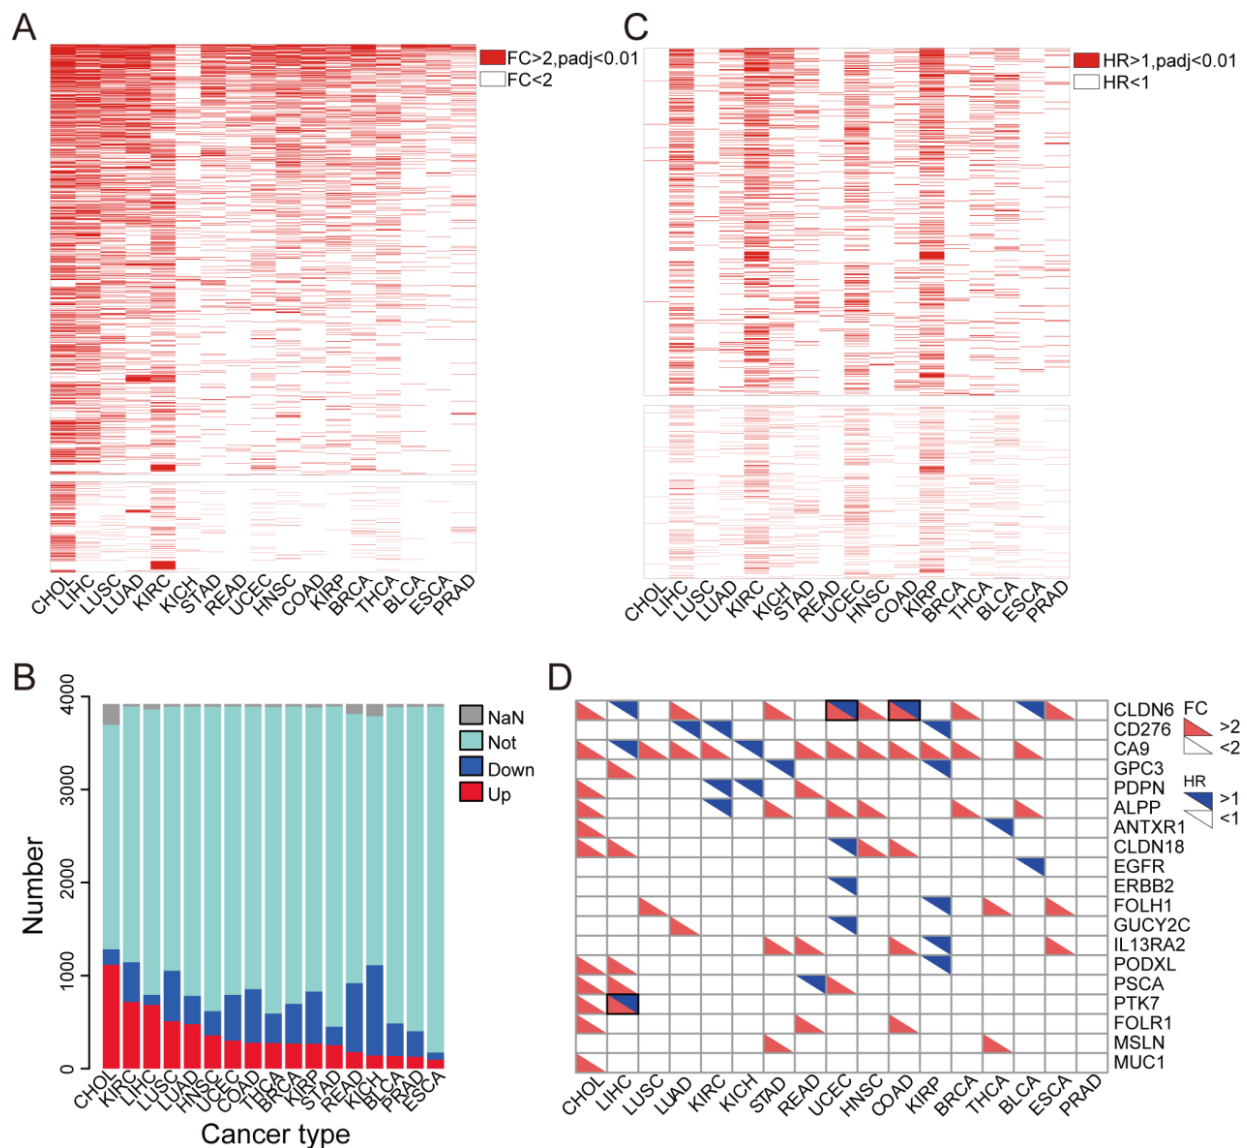 A
FC>2,padj<0.01
FC<2
CHOL
LIHC
LUSC
LUAD
KIRC
KICH
STAD
READ
UCEC
HNSC
COAD
KIRP
BRCA
THCA
BLCA
ESCA
PRAD
C
HR>1,padj<0.01
HR<1
CHOL
LIHC
LUSC
LUAD
KIRC
KICH
STAD
READ
UCEC
HNSC
COAD
KIRP
BRCA
THCA
BLCA
ESCA
PRAD
B
Number
4000
3000
2000
1000
0
NaN
Not
Down
Up
CHOL
KIRC
LIHC
LUSC
LUAD
HNSC
UCEC
COAD
THCA
BRCA
KIRP
STAD
READ
KICH
BLCA
PRAD
ESCA
Cancer type
D
CLDN6
CD276
CA9
GPC3
PDPN
ALPP
ANTXR1
CLDN18
EGFR
ERBB2
FOLH1
GUCY2C
IL13RA2
PODXL
PSCA
PTK7
FOLR1
MSLN
MUC1
FC
>2
<2
HR
>1
<1
CHOL
LIHC
LUSC
LUAD
KIRC
KICH
STAD
READ
UCEC
HNSC
COAD
KIRP
BRCA
THCA
BLCA
ESCA
PRAD